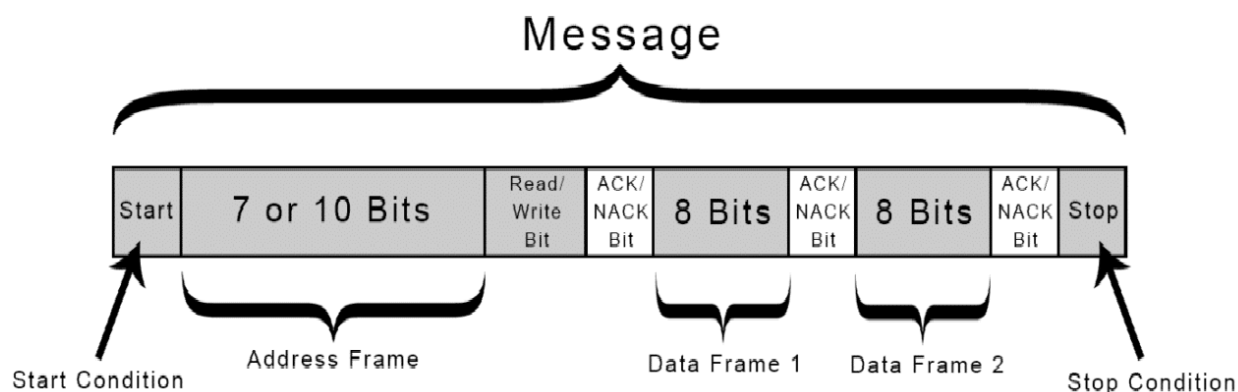 Message
Start
7 or 10 Bits
Read/
Write
Bit
ACK/
NACK
Bit
8 Bits
ACK/
NACK
Bit
8 Bits
ACK/
NACK
Bit
Stop
Start Condition
Address Frame
Data Frame 1
Data Frame 2
Stop Condition